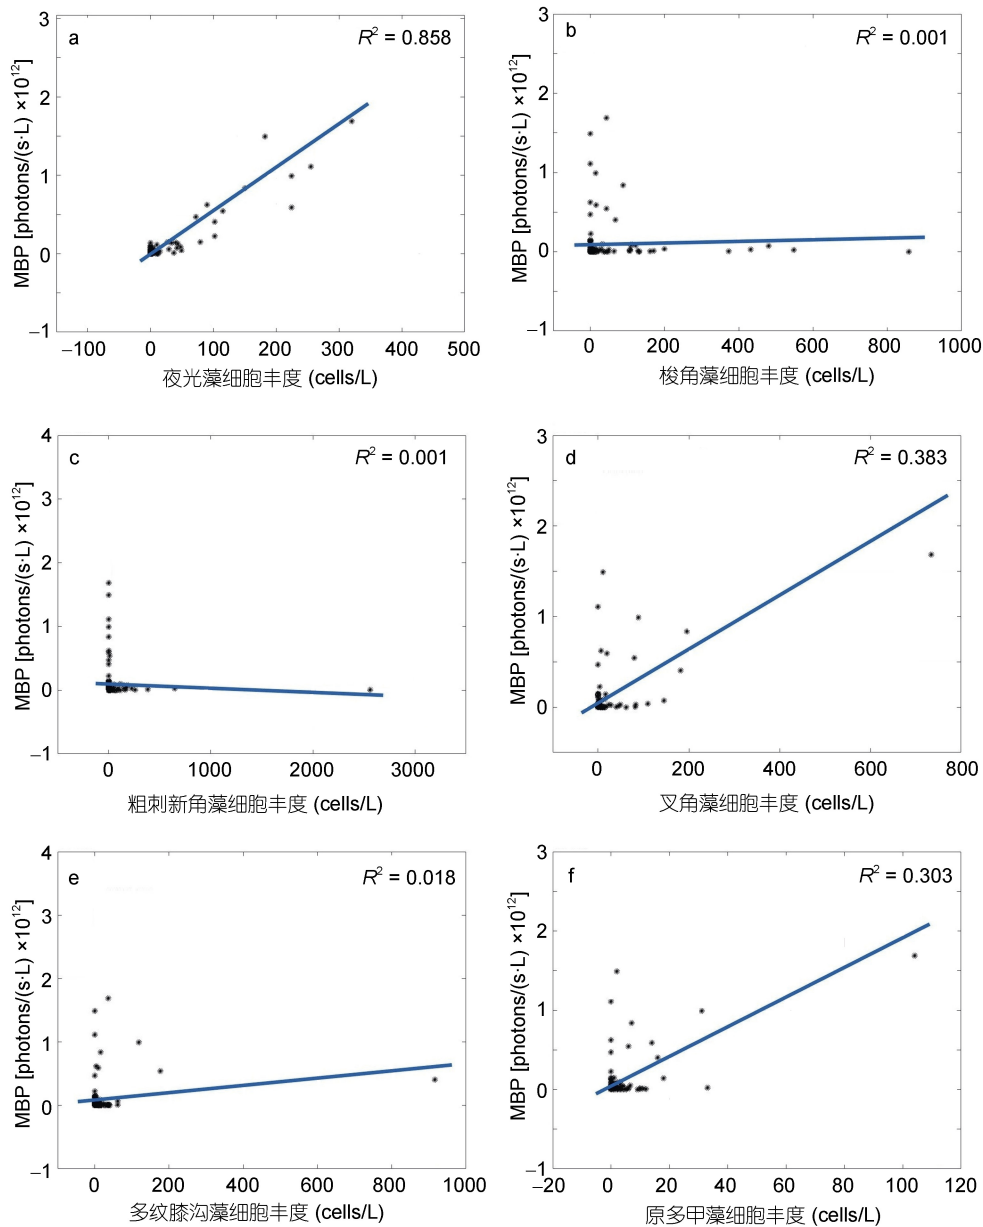 a
R² = 0.858
MBP [photons/(s·L) ×10¹²]
3
2
1
0
−1
−100
0
100
200
300
400
500
夜光藻细胞丰度 (cells/L)
b
R² = 0.001
MBP [photons/(s·L) ×10¹²]
3
2
1
0
−1
0
200
400
600
800
1000
梭角藻细胞丰度 (cells/L)
c
R² = 0.001
MBP [photons/(s·L) ×10¹²]
4
3
2
1
0
−1
0
1000
2000
3000
粗刺新角藻细胞丰度 (cells/L)
d
R² = 0.383
MBP [photons/(s·L) ×10¹²]
3
2
1
0
0
200
400
600
800
叉角藻细胞丰度 (cells/L)
e
R² = 0.018
MBP [photons/(s·L) ×10¹²]
4
3
2
1
0
−1
0
200
400
600
800
1000
多纹膝沟藻细胞丰度 (cells/L)
f
R² = 0.303
MBP [photons/(s·L) ×10¹²]
3
2
1
0
−1
−20
0
20
40
60
80
100
120
原多甲藻细胞丰度 (cells/L)